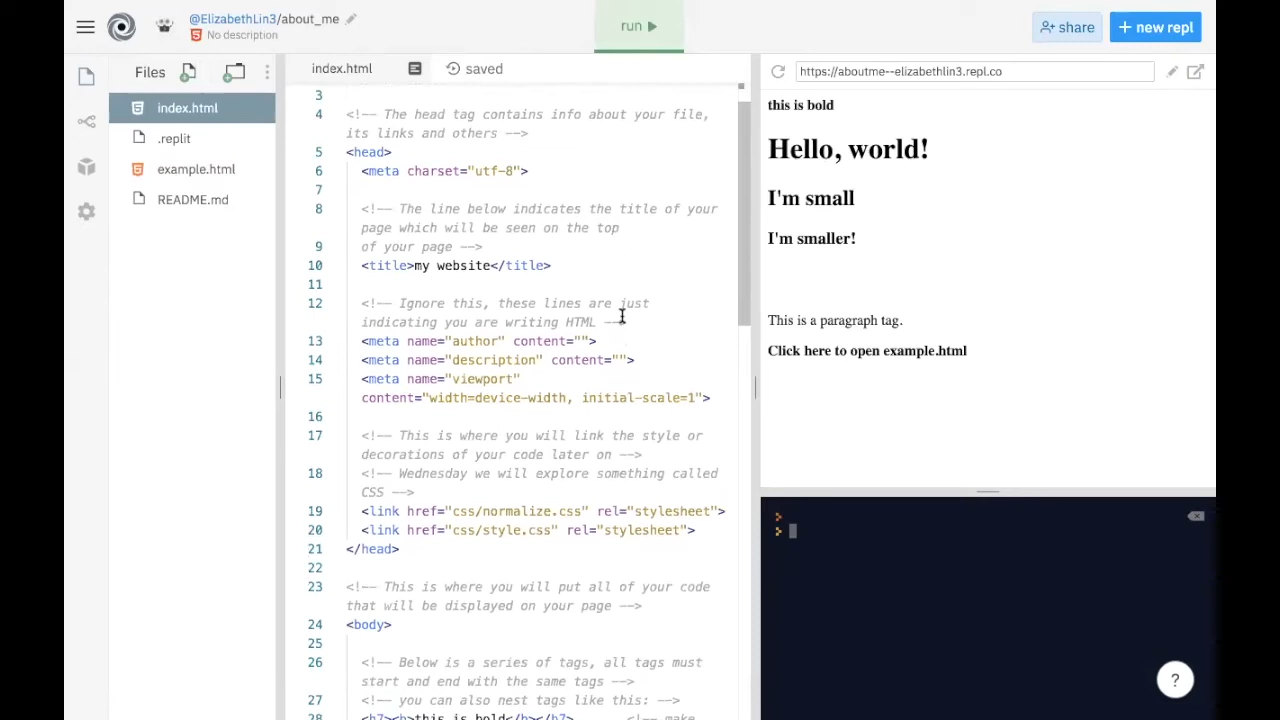 @ElizabethLin3/about_me
No description
run
share
+ new repl
Files
index.html
.replit
example.html
README.md
index.html
saved
3
4 <!-- The head tag contains info about your file,
its links and others -->
5 <head>
6 <meta charset="utf-8">
7
8 <!-- The line below indicates the title of your
page which will be seen on the top
9 of your page -->
10 <title>my website</title>
11
12 <!-- Ignore this, these lines are just
indicating you are writing HTML -->
13 <meta name="author" content="">
14 <meta name="description" content="">
15 <meta name="viewport"
content="width=device-width, initial-scale=1">
16
17 <!-- This is where you will link the style or
decorations of your code later on -->
18 <!-- Wednesday we will explore something called
CSS -->
19 <link href="css/normalize.css" rel="stylesheet">
20 <link href="css/style.css" rel="stylesheet">
21 </head>
22
23 <!-- This is where you will put all of your code
that will be displayed on your page -->
24 <body>
25
26 <!-- Below is a series of tags, all tags must
start and end with the same tags -->
27 <!-- you can also nest tags like this: -->
28 <h7><b>this is bold</b></h7> <!-- make
https://aboutme--elizabethlin3.repl.co
this is bold
Hello, world!
I'm small
I'm smaller!
This is a paragraph tag.
Click here to open example.html
>
>
?